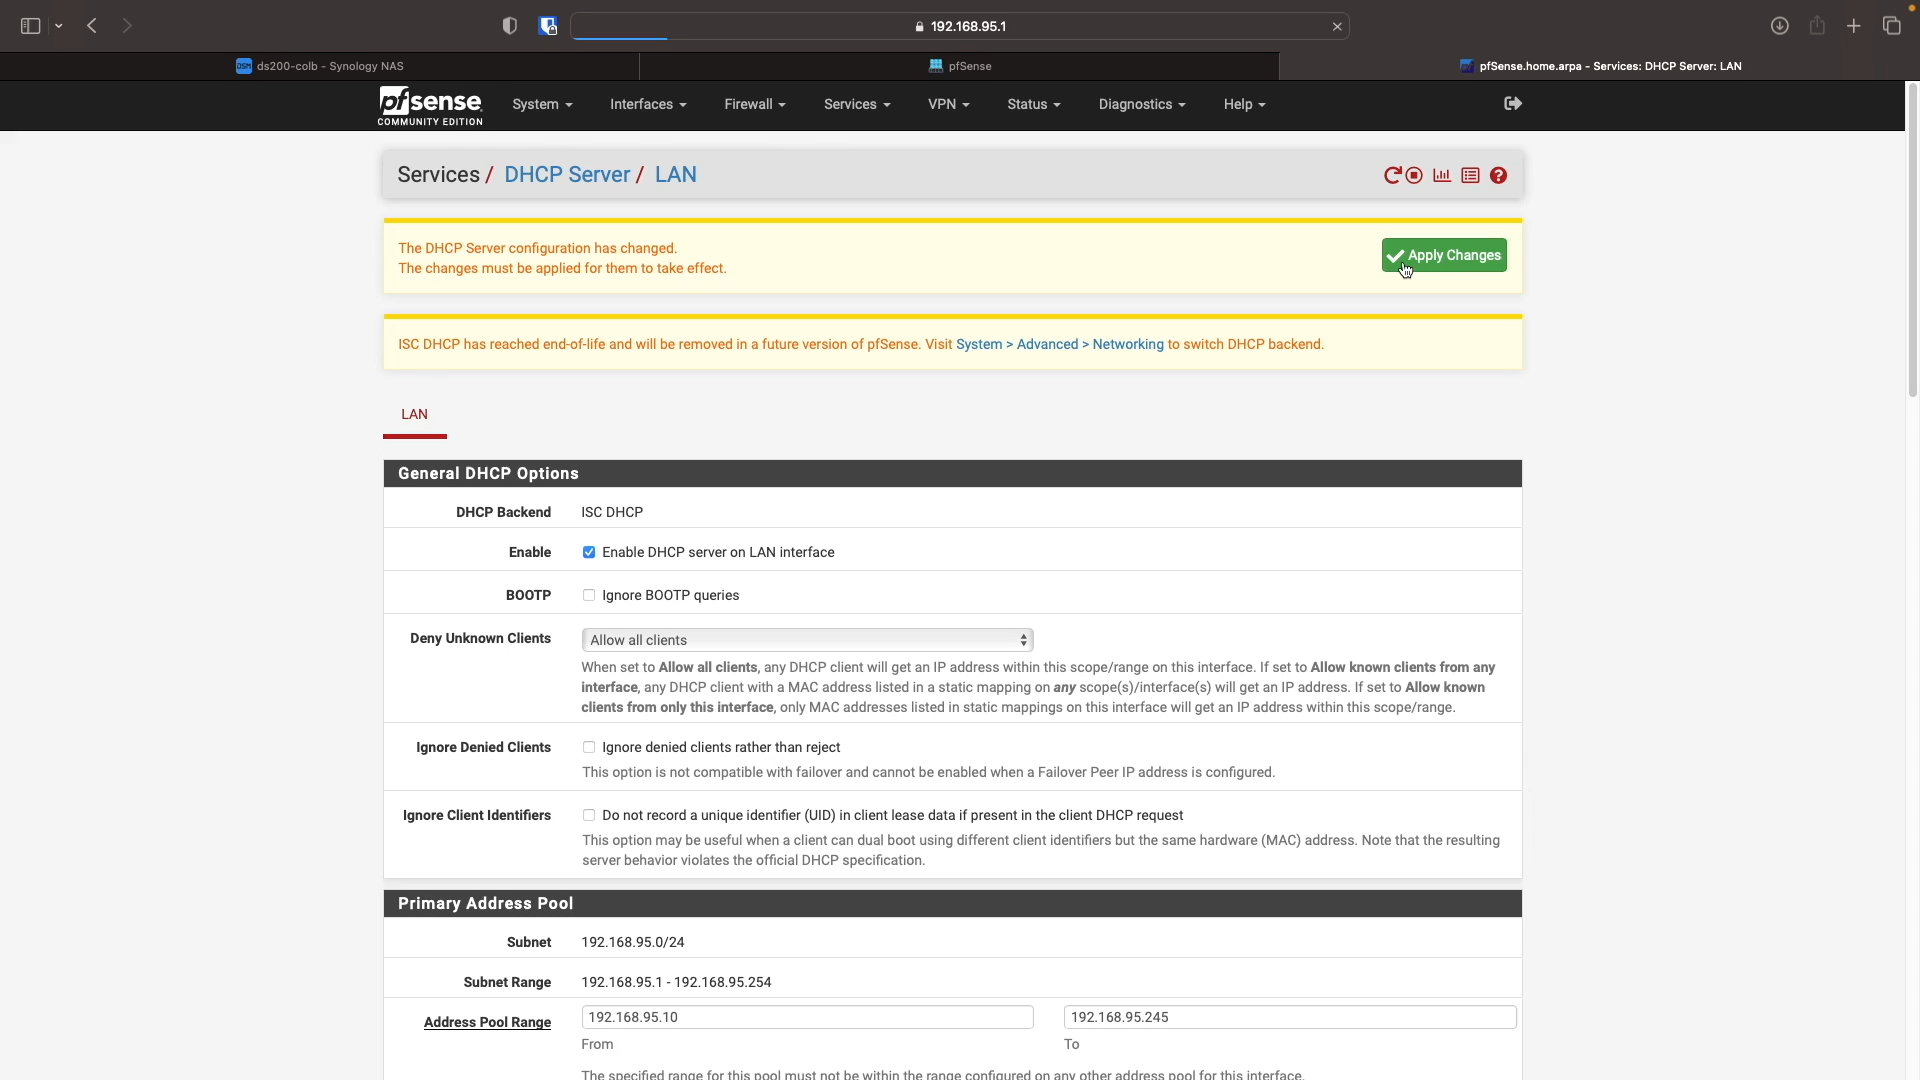 192.168.95.1
DSM ds200-colb - Synology NAS
pfSense
pfSense.home.arpa - Services: DHCP Server: LAN
pfsense
COMMUNITY EDITION
System
Interfaces
Firewall
Services
VPN
Status
Diagnostics
Help
Services / DHCP Server / LAN
The DHCP Server configuration has changed.
The changes must be applied for them to take effect.
Apply Changes
ISC DHCP has reached end-of-life and will be removed in a future version of pfSense. Visit System > Advanced > Networking to switch DHCP backend.
LAN
General DHCP Options
DHCP Backend ISC DHCP
Enable Enable DHCP server on LAN interface
BOOTP Ignore BOOTP queries
Deny Unknown Clients Allow all clients
When set to Allow all clients, any DHCP client will get an IP address within this scope/range on this interface. If set to Allow known clients from any
interface, any DHCP client with a MAC address listed in a static mapping on any scope(s)/interface(s) will get an IP address. If set to Allow known
clients from only this interface, only MAC addresses listed in static mappings on this interface will get an IP address within this scope/range.
Ignore Denied Clients Ignore denied clients rather than reject
This option is not compatible with failover and cannot be enabled when a Failover Peer IP address is configured.
Ignore Client Identifiers Do not record a unique identifier (UID) in client lease data if present in the client DHCP request
This option may be useful when a client can dual boot using different client identifiers but the same hardware (MAC) address. Note that the resulting
server behavior violates the official DHCP specification.
Primary Address Pool
Subnet 192.168.95.0/24
Subnet Range 192.168.95.1 - 192.168.95.254
Address Pool Range 192.168.95.10 192.168.95.245
From To
The specified range for this pool must not be within the range configured on any other address pool for this interface.